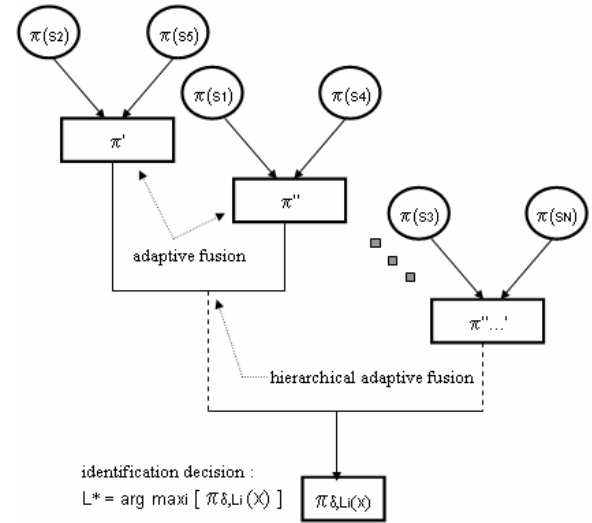 π(S2)
π(S5)
π(S1)
π(S4)
π'
π''
π(S3)
π(SN)
adaptive fusion
π''...'
hierarchical adaptive fusion
identification decision :
L* = arg maxi [ πδ,Li (X) ]
πδ,Li(X)